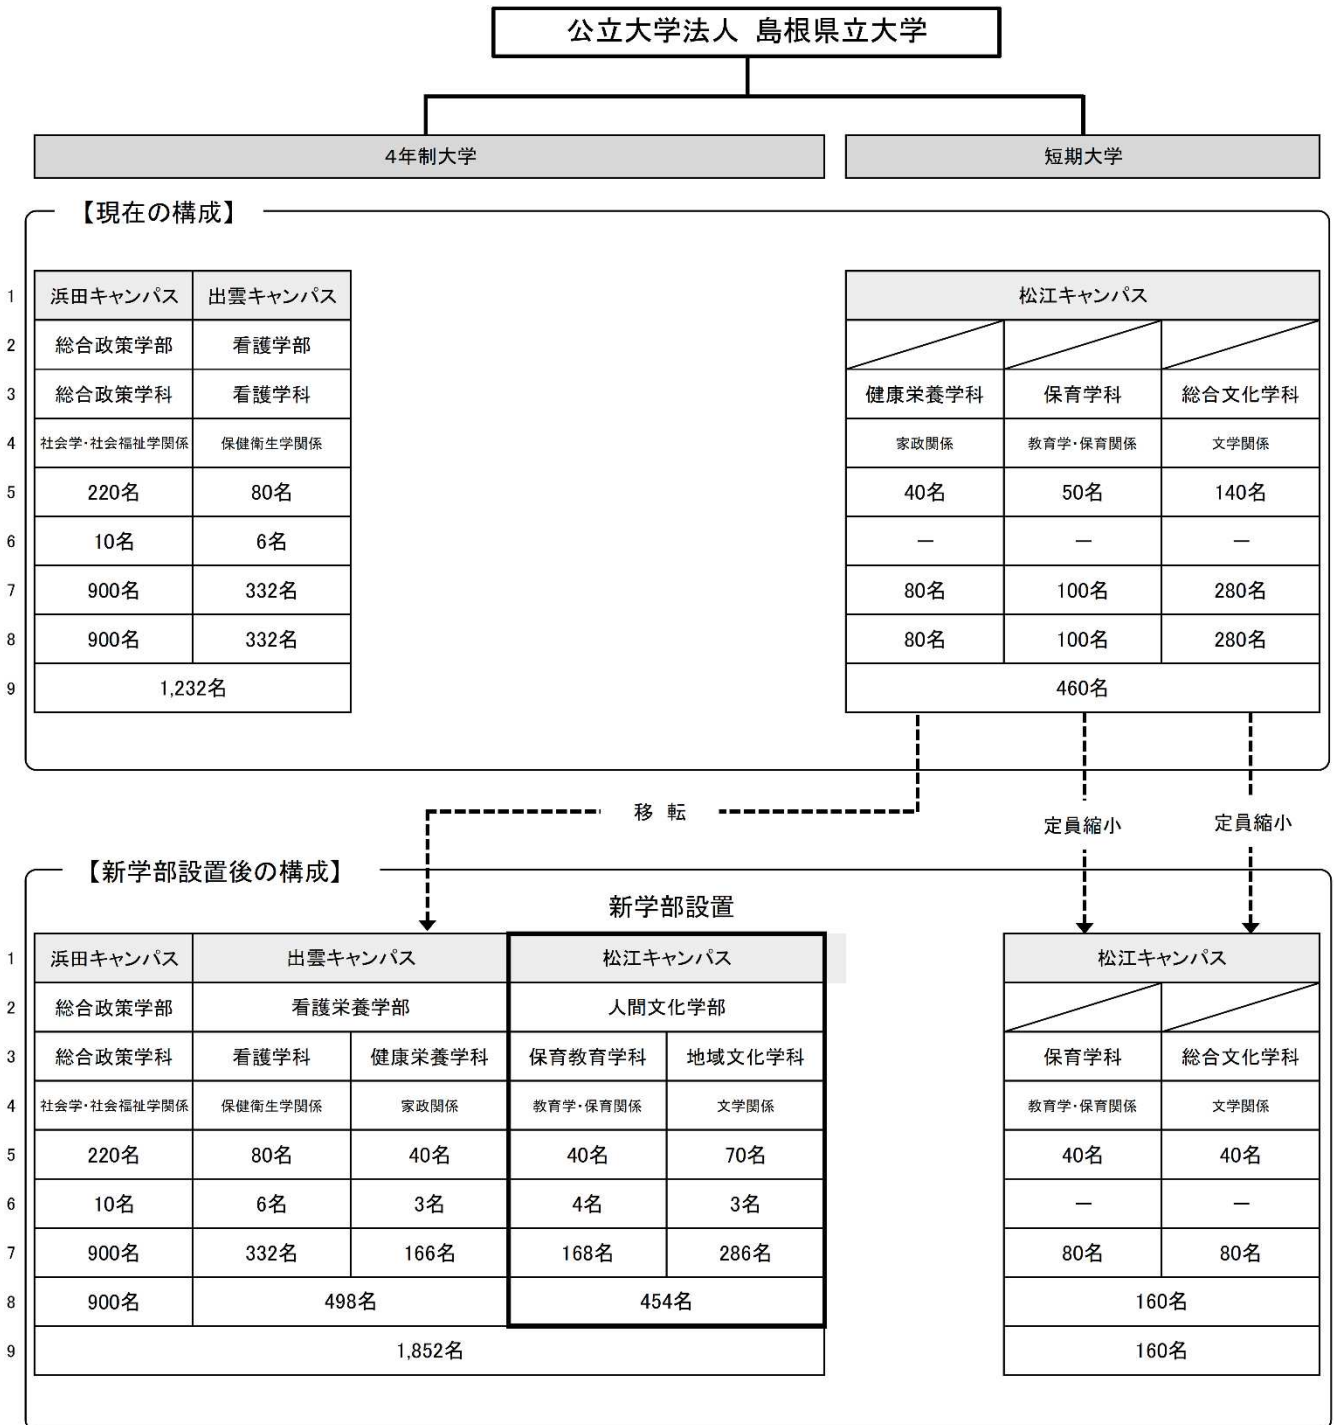 公立大学法人 島根県立大学
4年制大学 短期大学
【現在の構成】
1 浜田キャンパス 出雲キャンパス 松江キャンパス
2 総合政策学部 看護学部
3 総合政策学科 看護学科 健康栄養学科 保育学科 総合文化学科
4 社会学・社会福祉学関係 保健衛生学関係 家政関係 教育学・保育関係 文学関係
5 220名 80名 40名 50名 140名
6 10名 6名 － － －
7 900名 332名 80名 100名 280名
8 900名 332名 80名 100名 280名
9 1,232名 460名
移 転 定員縮小 定員縮小
【新学部設置後の構成】
新学部設置
1 浜田キャンパス 出雲キャンパス 松江キャンパス 松江キャンパス
2 総合政策学部 看護栄養学部 人間文化学部
3 総合政策学科 看護学科 健康栄養学科 保育教育学科 地域文化学科 保育学科 総合文化学科
4 社会学・社会福祉学関係 保健衛生学関係 家政関係 教育学・保育関係 文学関係 教育学・保育関係 文学関係
5 220名 80名 40名 40名 70名 40名 40名
6 10名 6名 3名 4名 3名 － －
7 900名 332名 166名 168名 286名 80名 80名
8 900名 498名 454名 160名
9 1,852名 160名